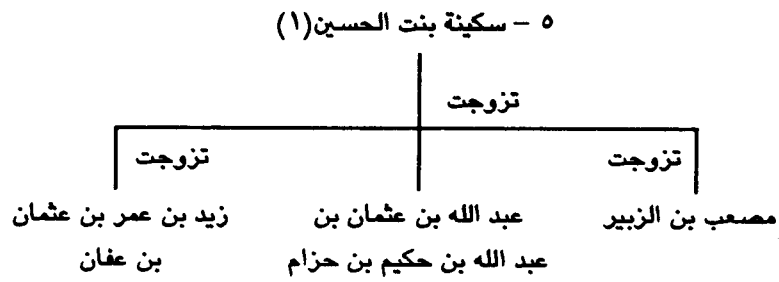 ٥ – سكينة بنت الحسين(١)
تزوجت
تزوجت
تزوجت
مصعب بن الزبير
عبد الله بن عثمان بن
عبد الله بن حكيم بن حزام
زيد بن عمر بن عثمان
بن عفان